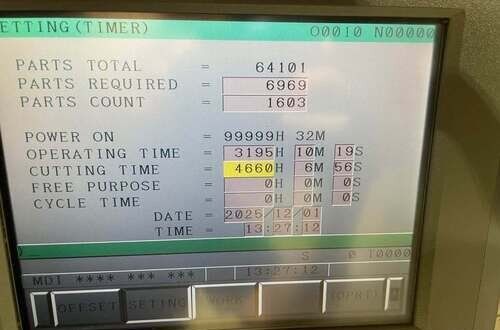 ETTING(TIMER) O0010 N00000
PARTS TOTAL = 64101
PARTS REQUIRED = 6969
PARTS COUNT = 1603
POWER ON = 99999H 32M
OPERATING TIME = 3195H 10M 19S
CUTTING TIME = 4660H 6M 56S
FREE PURPOSE = 0H 0M 0S
CYCLE TIME = 0H 0M 0S
DATE = 2025/12/01
TIME = 13:27:12
)_
S 0 T0000
MDI **** *** *** 13:27:12
OFFSET SETING WORK (OPRT)